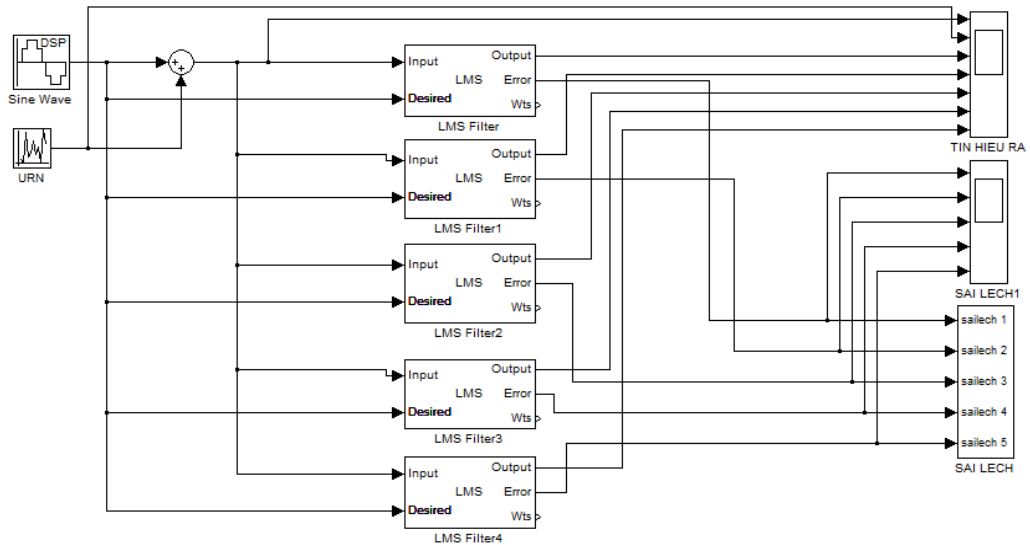 DSP
Sine Wave
URN
Input
Output
LMS
Error
Desired
Wts
LMS Filter
Input
Output
LMS
Error
Desired
Wts
LMS Filter1
Input
Output
LMS
Error
Desired
Wts
LMS Filter2
Input
Output
LMS
Error
Desired
Wts
LMS Filter3
Input
Output
LMS
Error
Desired
Wts
LMS Filter4
TIN HIEU RA
SAI LECH1
sailech 1
sailech 2
sailech 3
sailech 4
sailech 5
SAI LECH